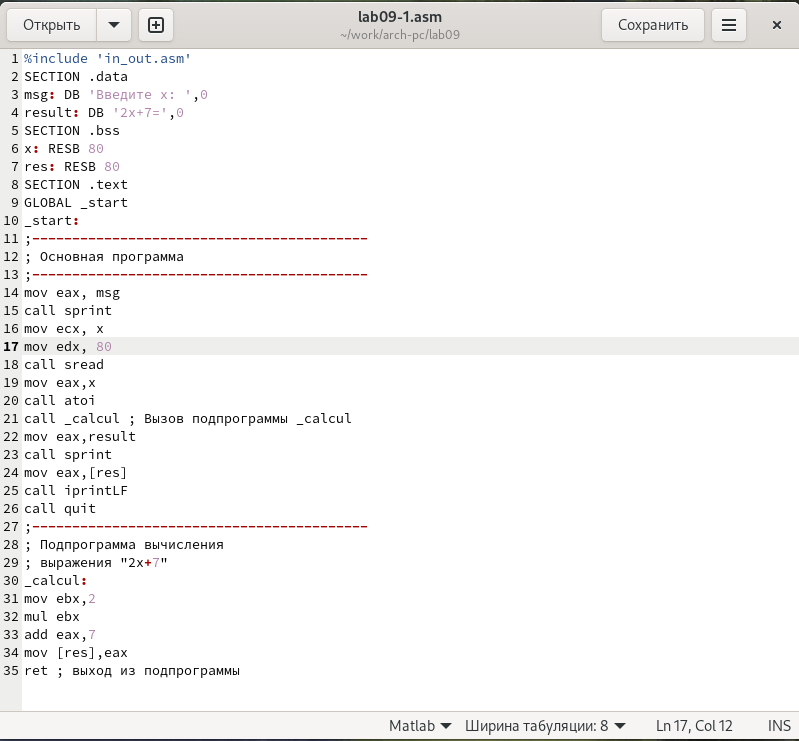 Открыть
lab09-1.asm
~/work/arch-pc/lab09
Сохранить
1 %include 'in_out.asm'
2 SECTION .data
3 msg: DB 'Введите x: ',0
4 result: DB '2x+7=',0
5 SECTION .bss
6 x: RESB 80
7 res: RESB 80
8 SECTION .text
9 GLOBAL _start
10 _start:
11 ;------------------------------------------
12 ; Основная программа
13 ;------------------------------------------
14 mov eax, msg
15 call sprint
16 mov ecx, x
17 mov edx, 80
18 call sread
19 mov eax,x
20 call atoi
21 call _calcul ; Вызов подпрограммы _calcul
22 mov eax,result
23 call sprint
24 mov eax,[res]
25 call iprintLF
26 call quit
27 ;------------------------------------------
28 ; Подпрограмма вычисления
29 ; выражения "2x+7"
30 _calcul:
31 mov ebx,2
32 mul ebx
33 add eax,7
34 mov [res],eax
35 ret ; выход из подпрограммы
Matlab Ширина табуляции: 8 Ln 17, Col 12 INS